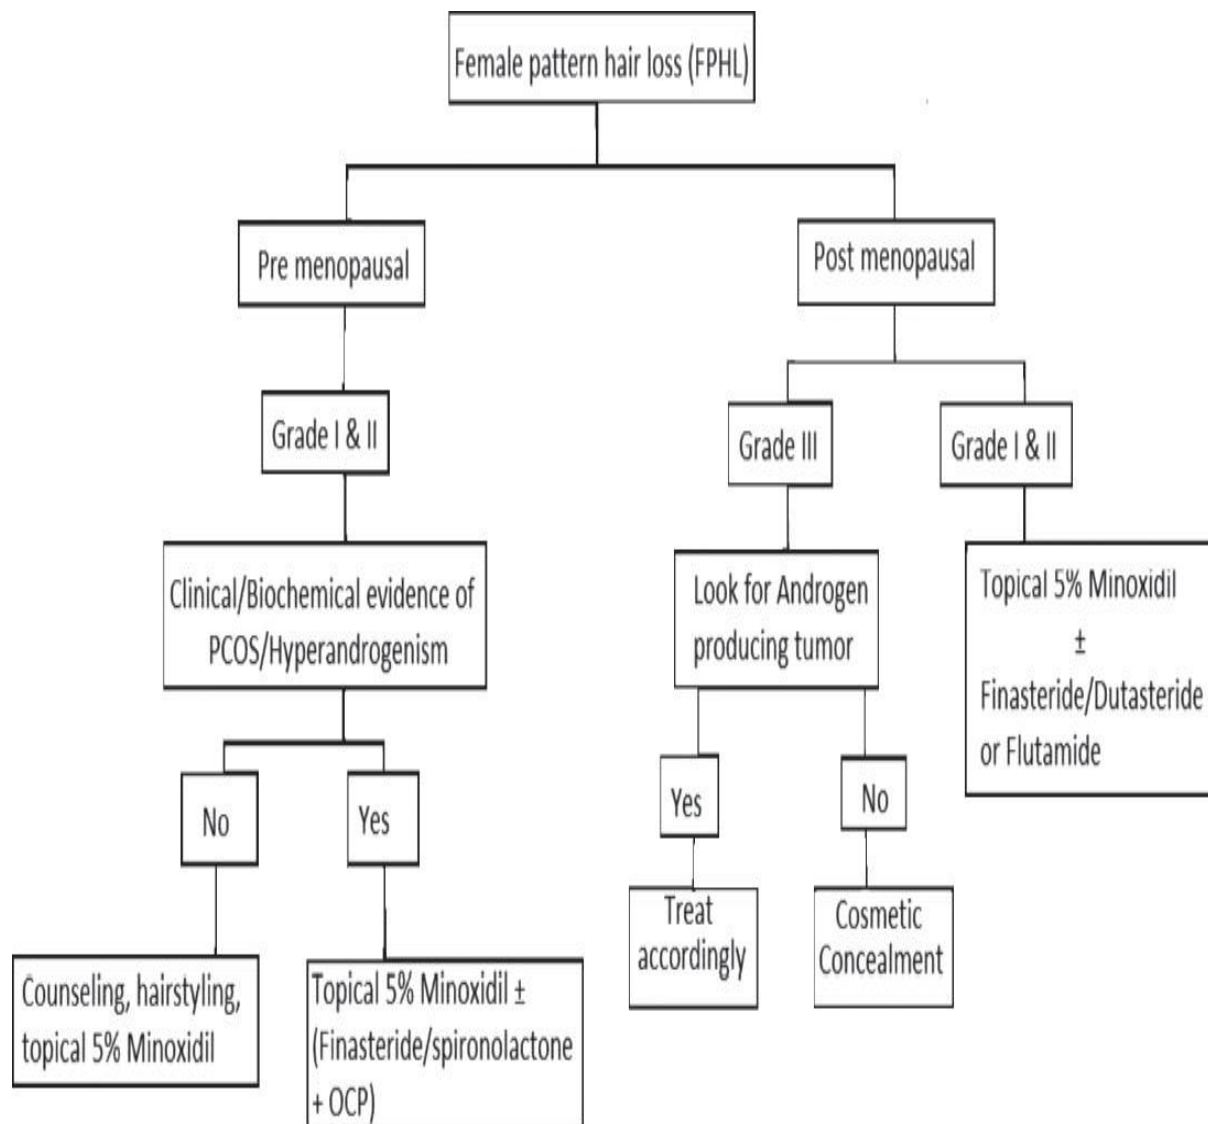 Female pattern hair loss (FPHL)
Pre menopausal
Post menopausal
Grade I & II
Grade III
Grade I & II
Clinical/Biochemical evidence of
PCOS/Hyperandrogenism
Look for Androgen
producing tumor
Topical 5% Minoxidil
±
Finasteride/Dutasteride
or Flutamide
No
Yes
Yes
No
Counseling, hairstyling,
topical 5% Minoxidil
Topical 5% Minoxidil ±
(Finasteride/spironolactone
+ OCP)
Treat
accordingly
Cosmetic
Concealment